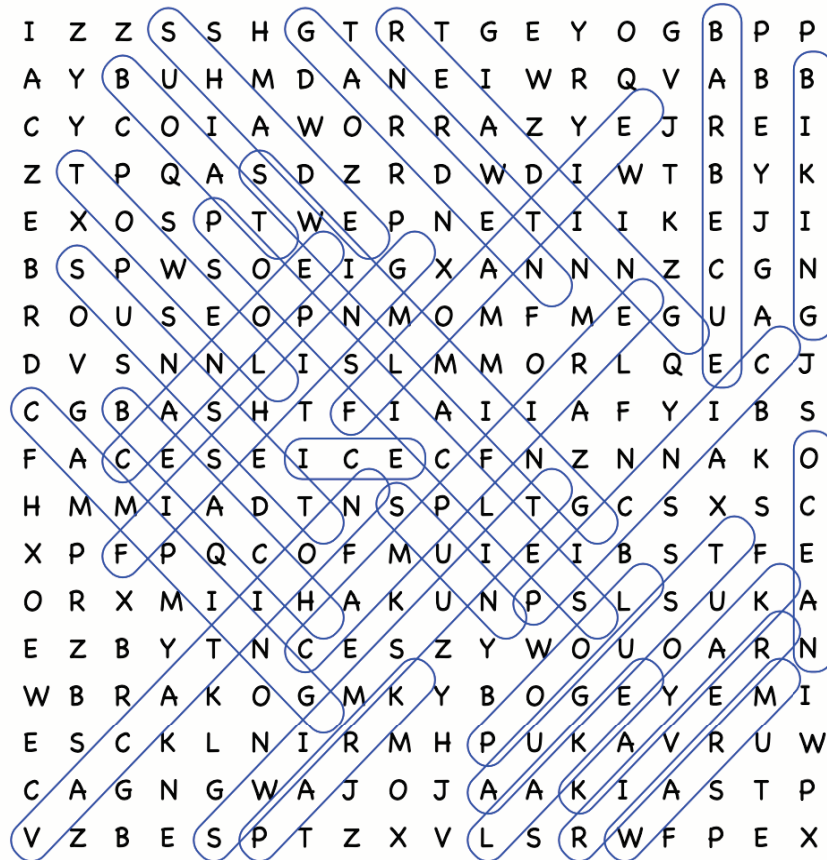 I Z Z S S H G T R T G E Y O G B P P
A Y B U H M D A N E I W R Q V A B B
C Y C O I A W O R R A Z Y E J R E I
Z T P Q A S D Z R D W D I W T B Y K
E X O S P T W E P N E T I I K E J I
B S P W S O E I G X A N N N Z C G N
R O U S E O P N M O M F M E G U A G
D V S N N L I S L M M O R L Q E C J
C G B A S H T F I A I I A F Y I B S
F A C E S E I C E C F N Z N N A K O
H M M I A D T N S P L T G C S X S C
X P F P Q C O F M U I E I B S T F E
O R X M I I H A K U N P S L S U K A
E Z B Y T N C E S Z Y W O U O A R N
W B R A K O G M K Y B O G E Y E M I
E S C K L N I R M H P U K A V R U W
C A G N G W A J O J A A K I A S T P
V Z B E S P T Z X V L S R W F P E X